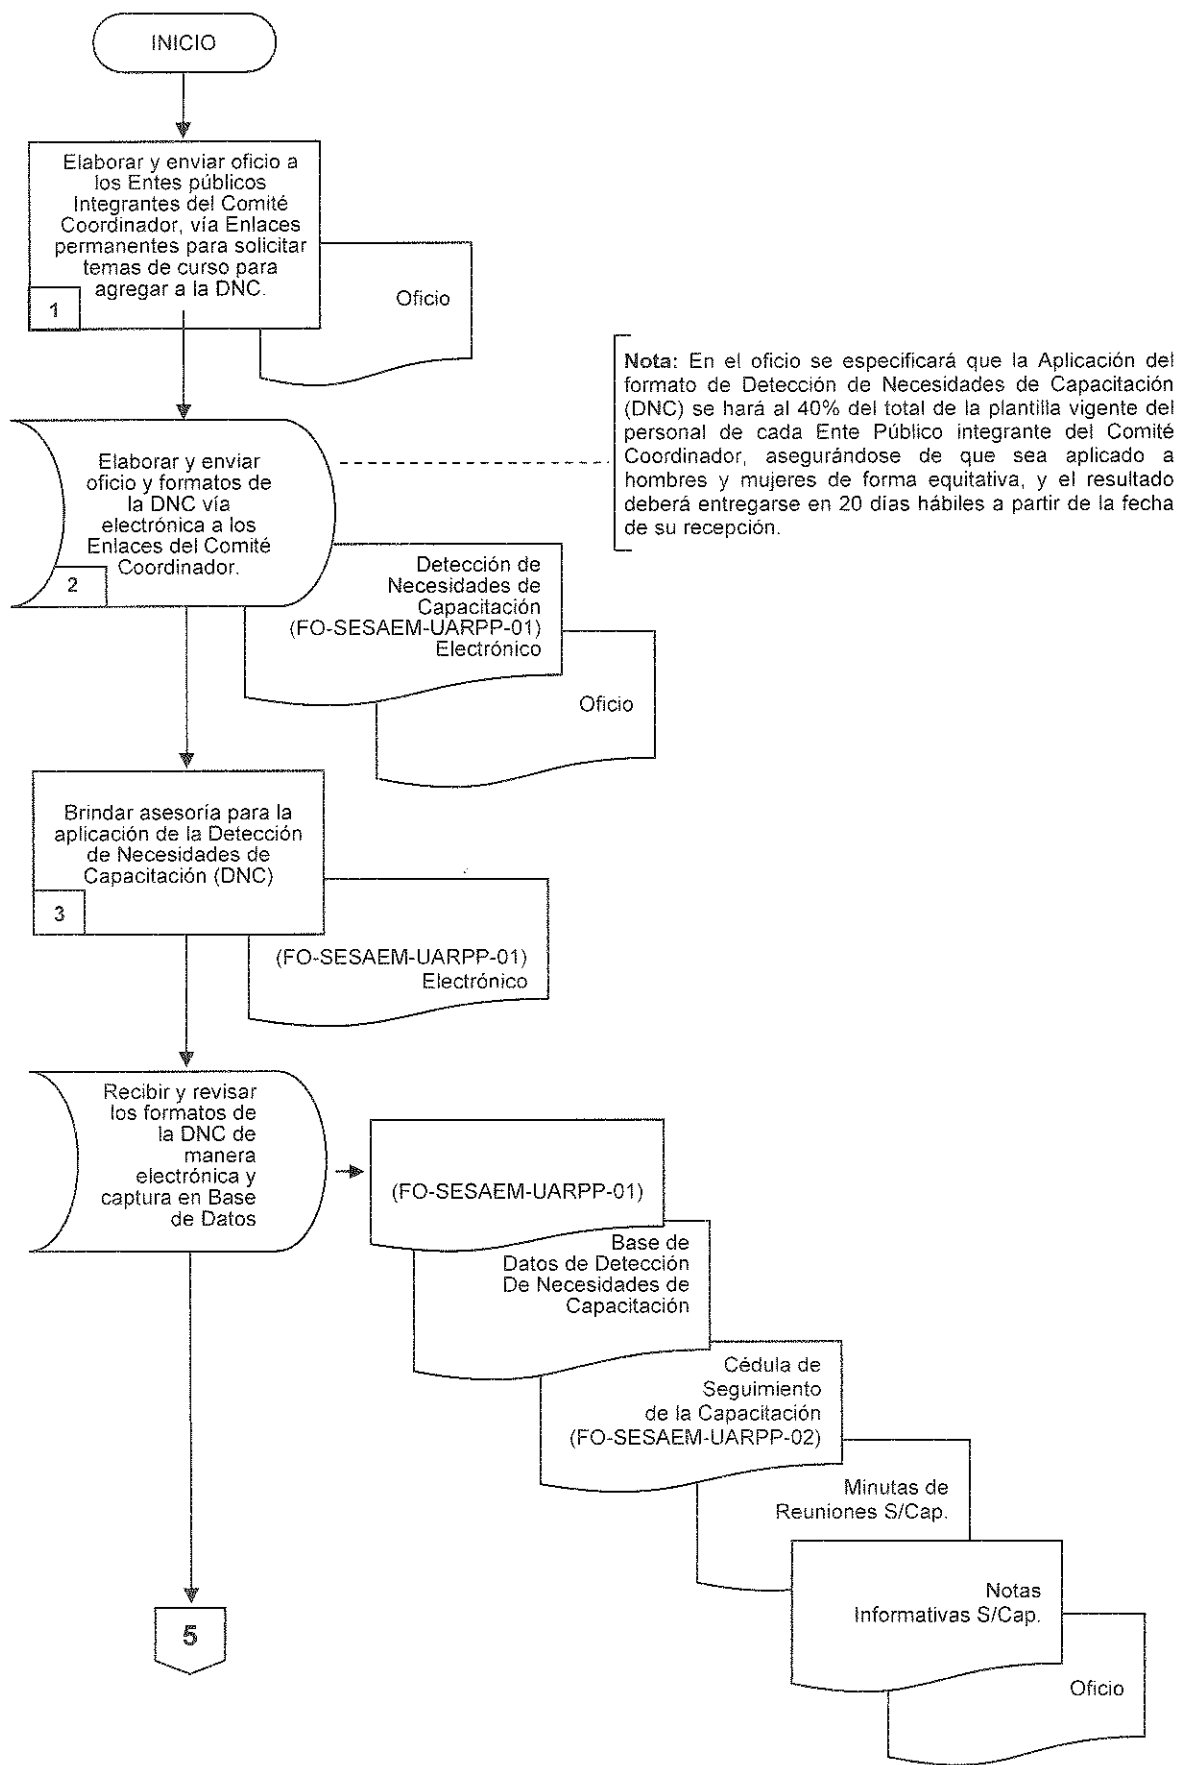 INICIO
Elaborar y enviar oficio a
los Entes públicos
Integrantes del Comité
Coordinador, vía Enlaces
permanentes para solicitar
temas de curso para
agregar a la DNC.
1
Oficio
Nota: En el oficio se especificará que la Aplicación del
formato de Detección de Necesidades de Capacitación
(DNC) se hará al 40% del total de la plantilla vigente del
personal de cada Ente Público integrante del Comité
Coordinador, asegurándose de que sea aplicado a
hombres y mujeres de forma equitativa, y el resultado
deberá entregarse en 20 días hábiles a partir de la fecha
de su recepción.
Elaborar y enviar
oficio y formatos de
la DNC vía
electrónica a los
Enlaces del Comité
Coordinador.
2
Detección de
Necesidades de
Capacitación
(FO-SESAEM-UARPP-01)
Electrónico
Oficio
Brindar asesoría para la
aplicación de la Detección
de Necesidades de
Capacitación (DNC)
3
(FO-SESAEM-UARPP-01)
Electrónico
Recibir y revisar
los formatos de
la DNC de
manera
electrónica y
captura en Base
de Datos
(FO-SESAEM-UARPP-01)
Base de
Datos de Detección
De Necesidades de
Capacitación
Cédula de
Seguimiento
de la Capacitación
(FO-SESAEM-UARPP-02)
Minutas de
Reuniones S/Cap.
Notas
Informativas S/Cap.
Oficio
5